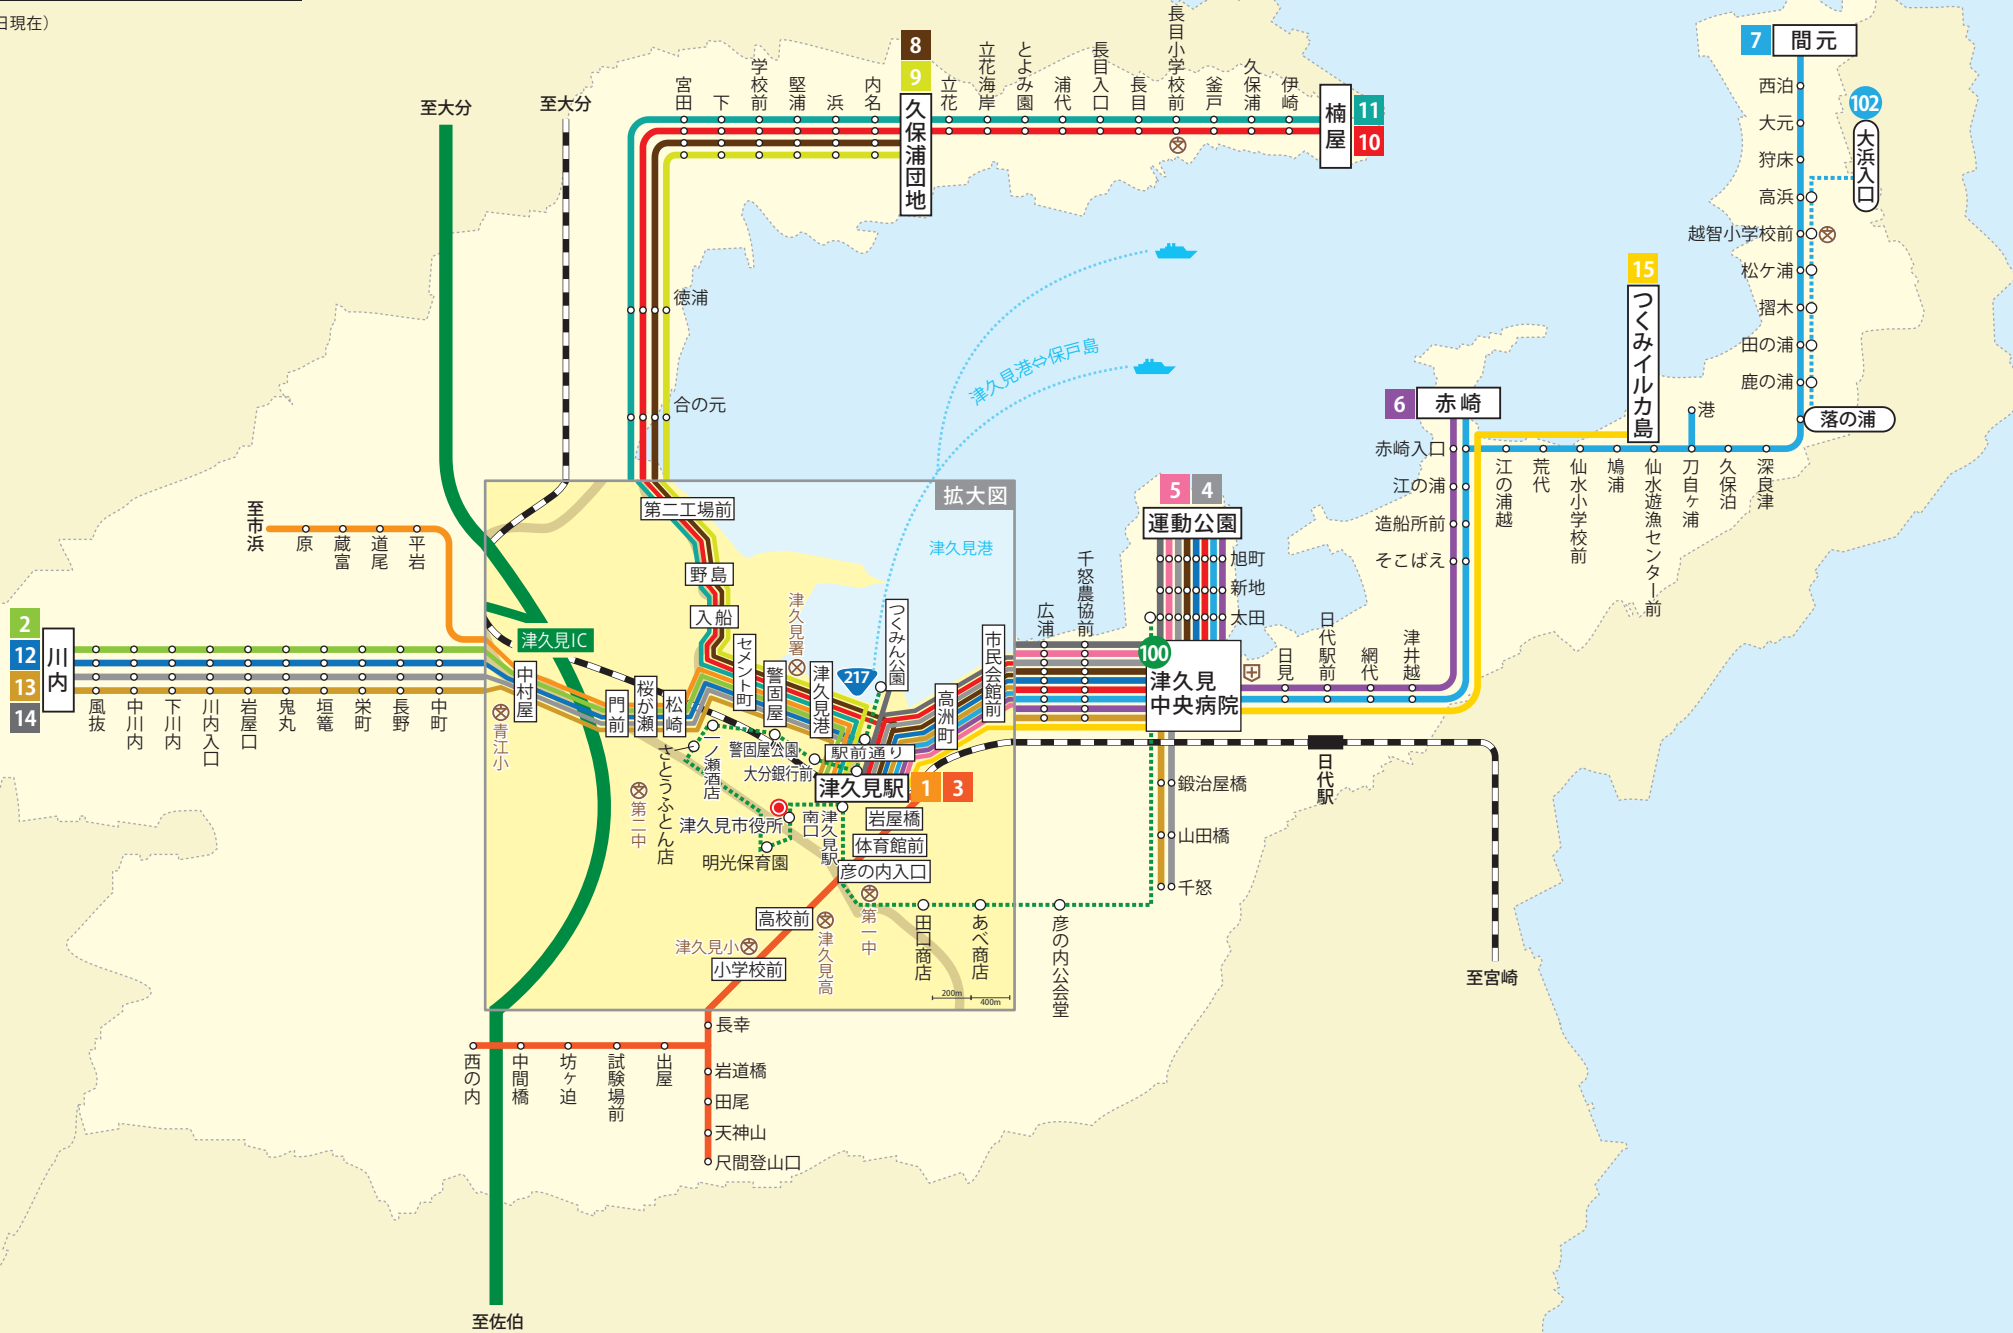 日現在）
至大分
至大分
8
9
久保浦団地
宮田
下
学校前
堅浦
浜
内名
立花
立花海岸
とよみ園
浦代
長目入口
長目
長目小学校前
釜戸
久保浦
伊崎
楠屋
11
10
徳浦
合の元
津久見港⇔保戸島
7
間元
西泊
大元
狩床
高浜
越智小学校前
松ケ浦
摺木
田の浦
鹿の浦
落の浦
102
大浜入口
15
つくみイルカ島
6
赤崎
赤崎入口
江の浦
造船所前
そこばえ
江の浦越
荒代
仙水小学校前
鳩浦
仙水遊漁センター前
刀自ヶ浦
港
久保泊
深良津
5
4
運動公園
旭町
新地
太田
100
津久見
中央病院
日見
日代駅前
網代
津井越
広浦
千怒農協前
日代駅
至宮崎
鍛治屋橋
山田橋
千怒
至市浜
原
蔵富
道尾
平岩
2
12
13
14
川内
風抜
中川内
下川内
川内入口
岩屋口
鬼丸
垣篭
栄町
長野
中町
拡大図
第二工場前
野島
入船
津久見港
津久見IC
中村屋
青江小
門前
桜が瀬
松崎
セメント町
警固屋
津久見署
津久見港
217
つくみん公園
高洲町
市民会館前
駅前通り
津久見駅
1
3
さとうふとん店
一ノ瀬酒店
警固屋公園
大分銀行前
津久見市役所
明光保育園
津久見駅南口
岩屋橋
体育館前
彦の内入口
第二中
第一中
高校前
津久見高
津久見小
小学校前
田口商店
あべ商店
彦の内公会堂
200m
400m
長幸
岩道橋
田尾
天神山
尺間登山口
西の内
中間橋
坊ヶ迫
試験場前
出屋
至佐伯